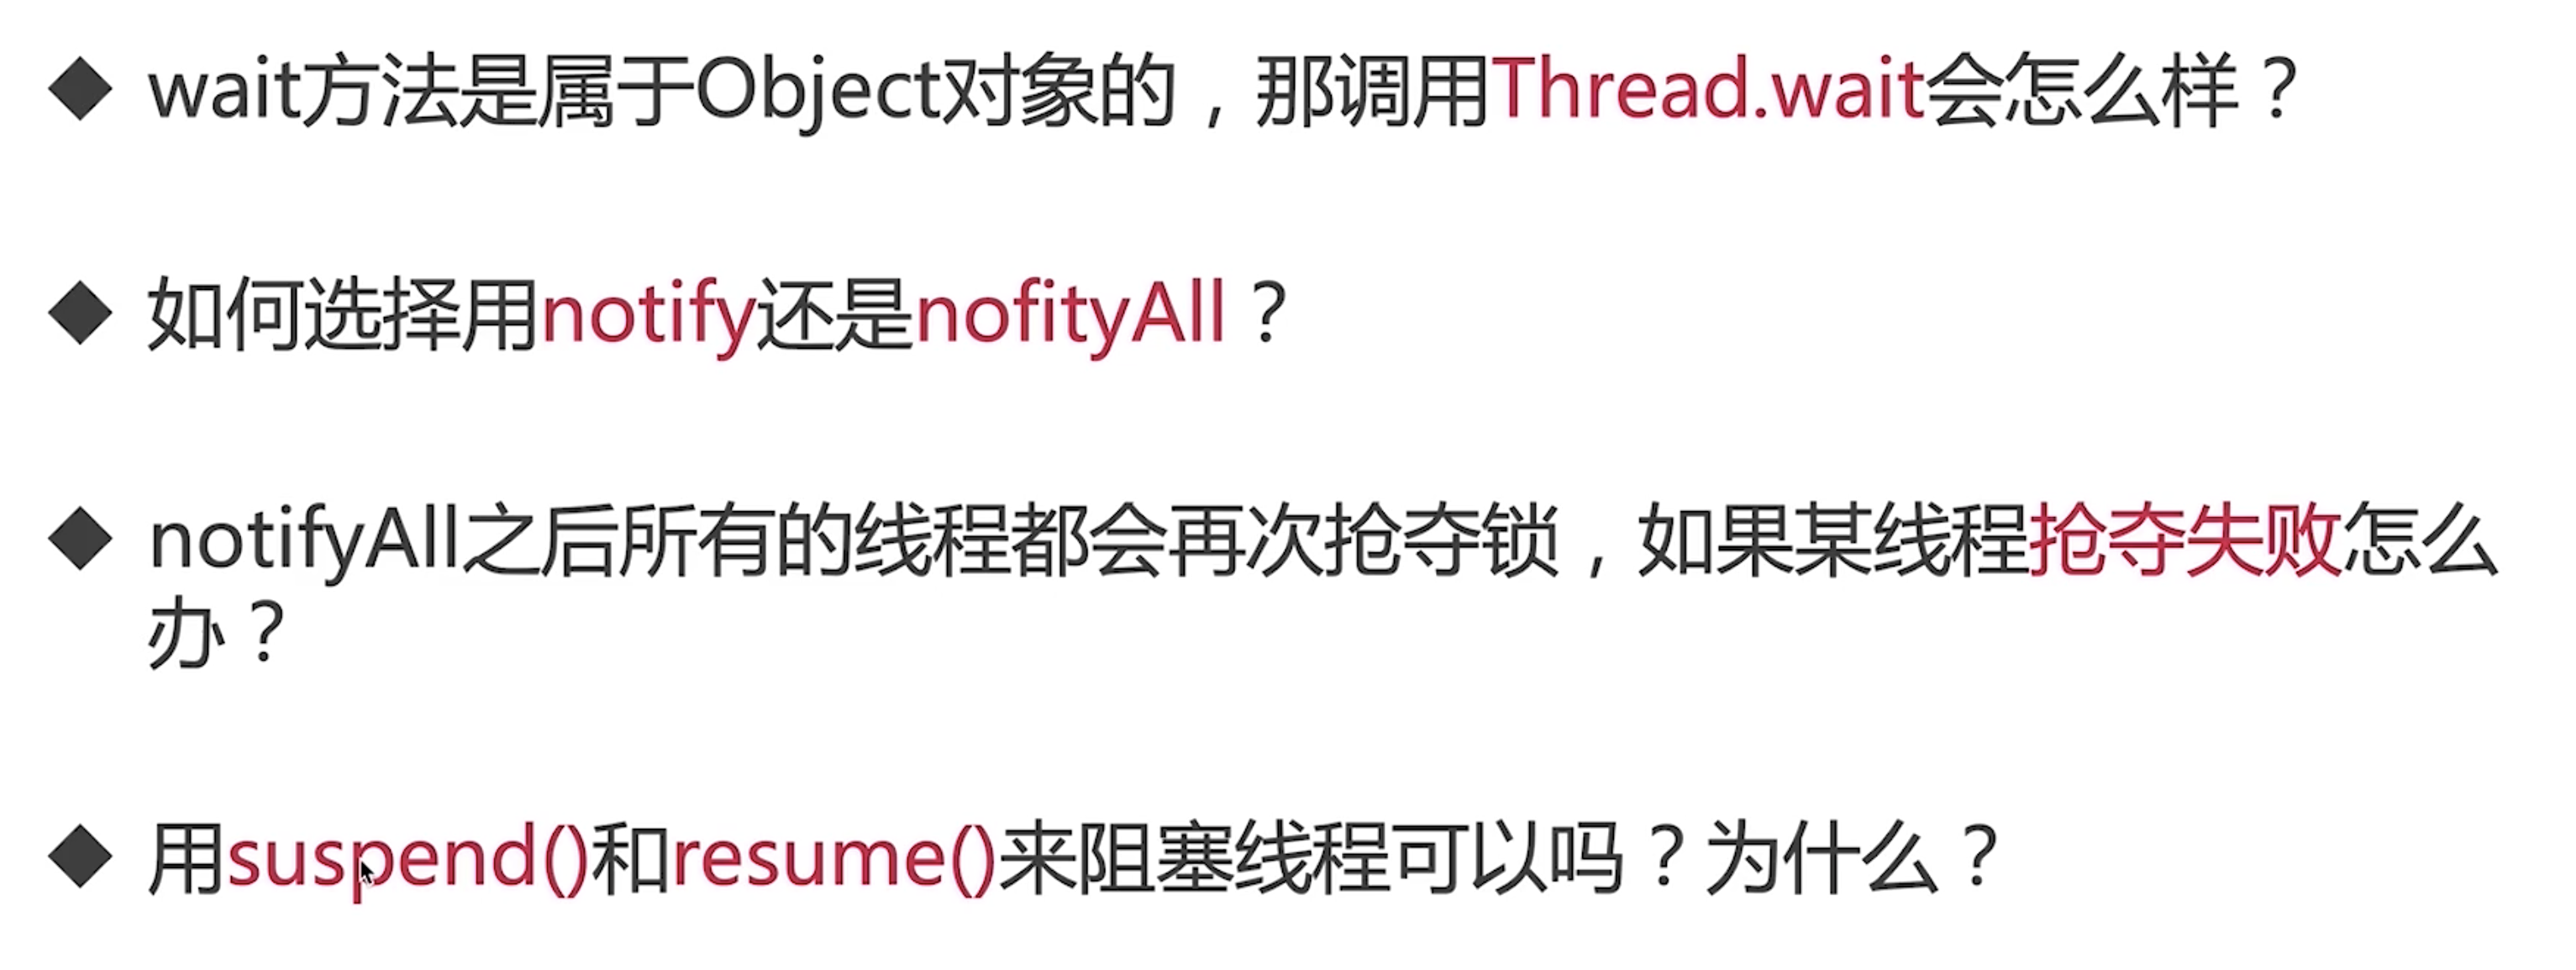 ◆ wait方法是属于Object对象的，那调用Thread.wait会怎么样？
◆ 如何选择用notify还是nofityAll？
◆ notifyAll之后所有的线程都会再次抢夺锁，如果某线程抢夺失败怎么
办？
◆ 用suspend()和resume()来阻塞线程可以吗？为什么？